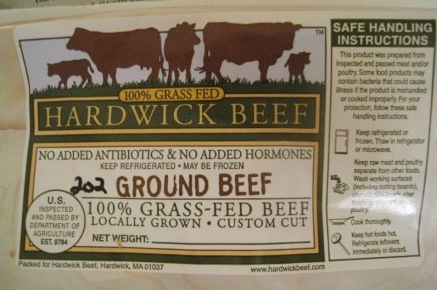 TM
100% GRASS FED
HARDWICK BEEF
NO ADDED ANTIBIOTICS & NO ADDED HORMONES
KEEP REFRIGERATED • MAY BE FROZEN
202 GROUND BEEF
100% GRASS-FED BEEF
LOCALLY GROWN • CUSTOM CUT
NET WEIGHT:
U.S.
INSPECTED
AND PASSED BY
DEPARTMENT OF
AGRICULTURE
EST. 9764
Packed for Hardwick Beef, Hardwick, MA 01037
www.hardwickbeef.com
SAFE HANDLING
INSTRUCTIONS
This product was prepared from
inspected and passed meat and/or
poultry. Some food products may
contain bacteria that could cause
illness if the product is mishandled
or cooked improperly. For your
protection, follow these safe
handling instructions.
Keep refrigerated or
frozen. Thaw in refrigerator
or microwave.
Keep raw meat and poultry
separate from other foods.
Wash working surfaces
(including cutting boards),
other
touching
poultry.
Cook thoroughly.
Keep hot foods hot.
Refrigerate leftovers
immediately or discard.